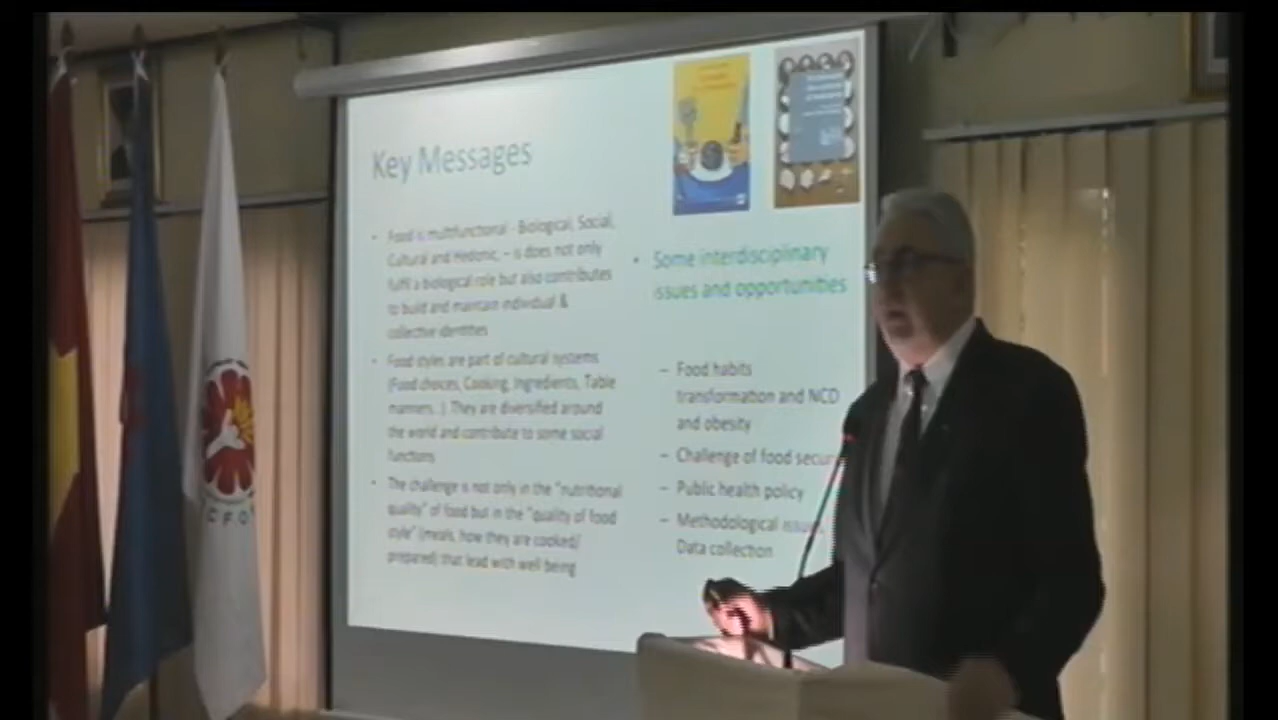 Key Messages
• Food is multifunctional - Biological, Social,
Cultural and Hedonic, – is does not only
fulfil a biological role but also contributes
to build and maintain individual &
collective identities
• Food styles are part of cultural systems
(Food choices, Cooking, Ingredients, Table
manners...) They are diversified around
the world and contribute to some social
functions
• The challenge is not only in the "nutritional
quality" of food but in the "quality of food
style" (meals, how they are cooked/
prepared) that lead with well being
• Some interdisciplinary
issues and opportunities
– Food habits
transformation and NCD
and obesity
– Challenge of food secur
– Public health policy
– Methodological issues
Data collection
CFO